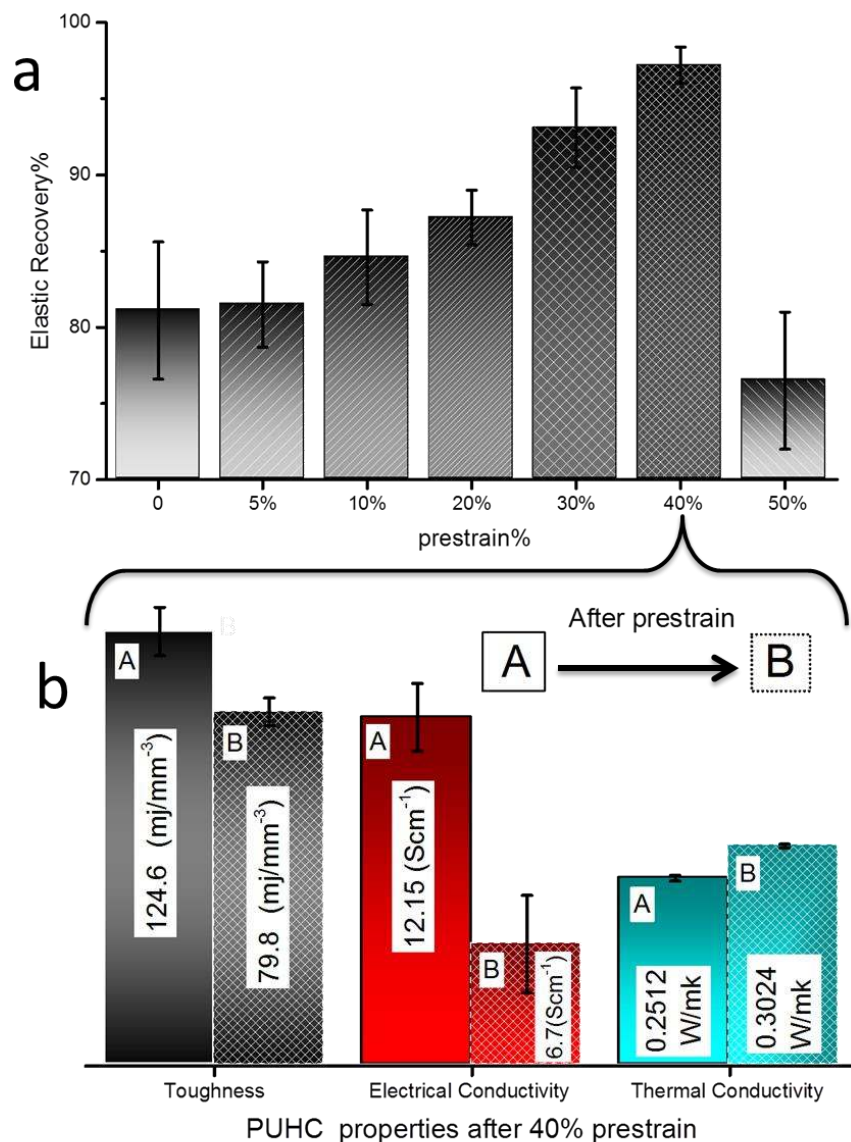 a
Elastic Recovery%
100
90
80
70
0 5% 10% 20% 30% 40% 50%
prestrain%
b
After prestrain
A B
B
A
124.6 (mj/mm⁻³)
B
79.8 (mj/mm⁻³)
A
12.15 (Scm⁻¹)
B
6.7(Scm⁻¹)
A
0.2512
W/mk
B
0.3024
W/mk
Toughness Electrical Conductivity Thermal Conductivity
PUHC properties after 40% prestrain